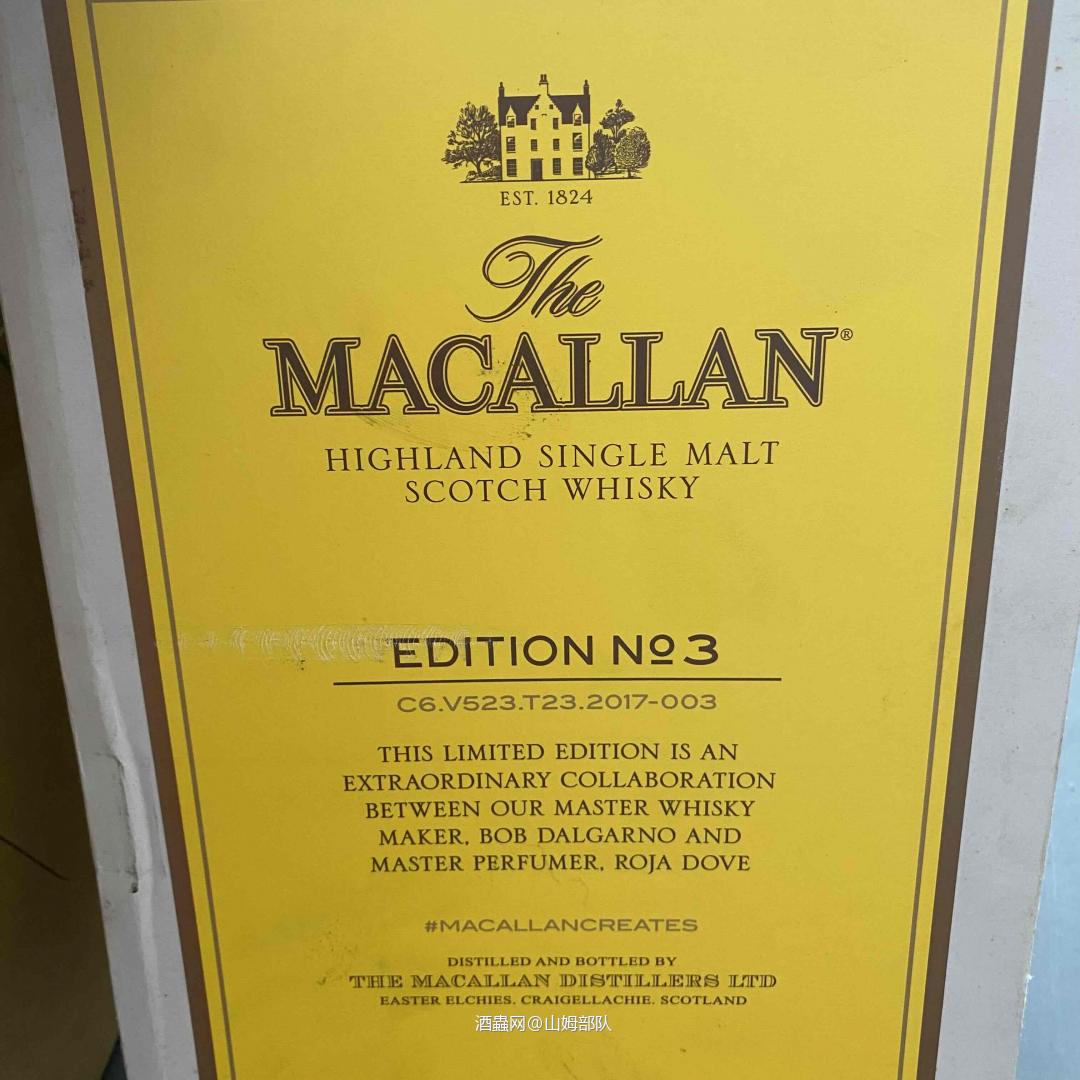 EST. 1824
The
MACALLAN®
HIGHLAND SINGLE MALT
SCOTCH WHISKY
EDITION Nº 3
C6.V523.T23.2017-003
THIS LIMITED EDITION IS AN
EXTRAORDINARY COLLABORATION
BETWEEN OUR MASTER WHISKY
MAKER, BOB DALGARNO AND
MASTER PERFUMER, ROJA DOVE
#MACALLANCREATES
DISTILLED AND BOTTLED BY
THE MACALLAN DISTILLERS LTD
EASTER ELCHIES. CRAIGELLACHIE. SCOTLAND
酒蟲网@山姆部队